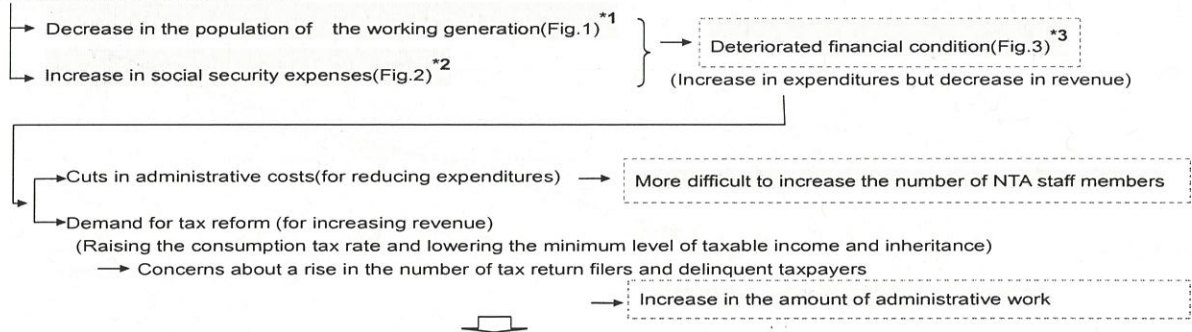 Decrease in the population of the working generation(Fig.1)*1
Increase in social security expenses(Fig.2)*2
Deteriorated financial condition(Fig.3)*3
(Increase in expenditures but decrease in revenue)
Cuts in administrative costs(for reducing expenditures)
More difficult to increase the number of NTA staff members
Demand for tax reform (for increasing revenue)
(Raising the consumption tax rate and lowering the minimum level of taxable income and inheritance)
Concerns about a rise in the number of tax return filers and delinquent taxpayers
Increase in the amount of administrative work